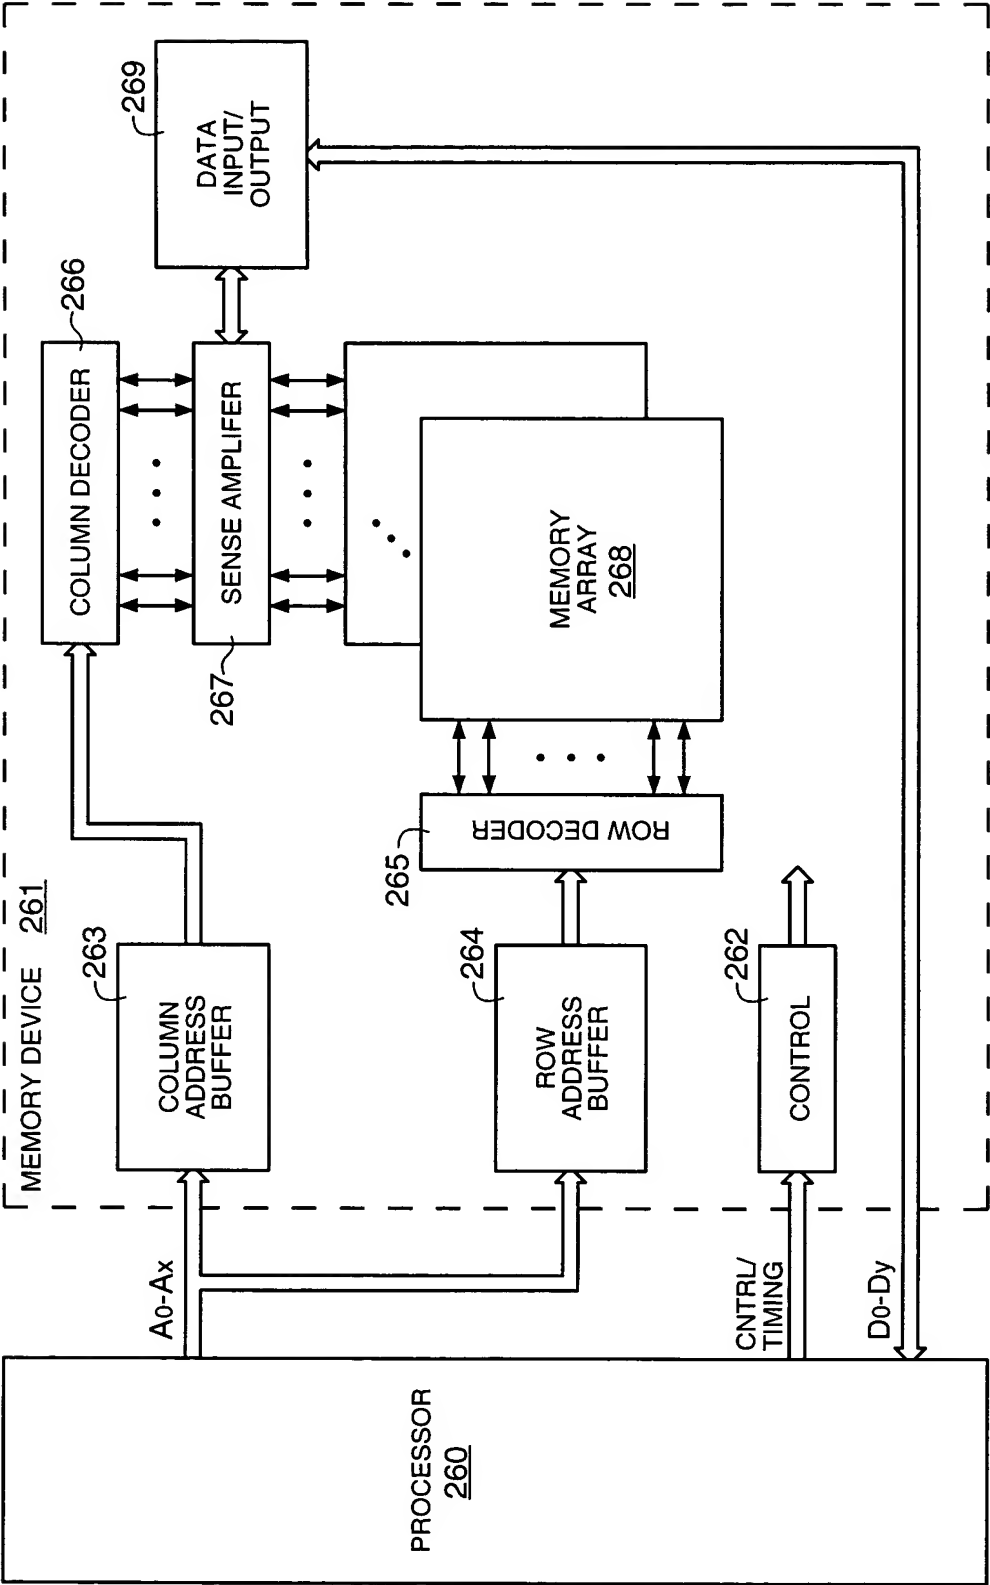 MEMORY DEVICE
261
PROCESSOR
260
A0-Ax
CNTRL/
TIMING
D0-Dy
263
COLUMN
ADDRESS
BUFFER
264
ROW
ADDRESS
BUFFER
262
CONTROL
265
ROW DECODER
266
COLUMN DECODER
267
SENSE AMPLIFER
MEMORY
ARRAY
268
269
DATA
INPUT/
OUTPUT